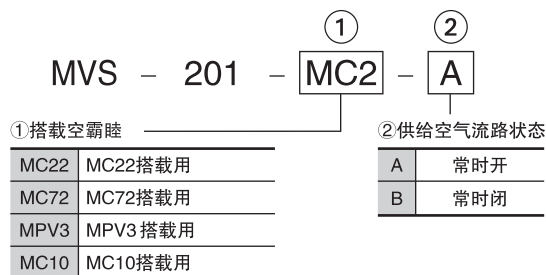 ① ②
MVS - 201 - MC2 - A
①搭载空霸睦
MC22 MC22搭载用
MC72 MC72搭载用
MPV3 MPV3搭载用
MC10 MC10搭载用
②供给空气流路状态
A 常时开
B 常时闭